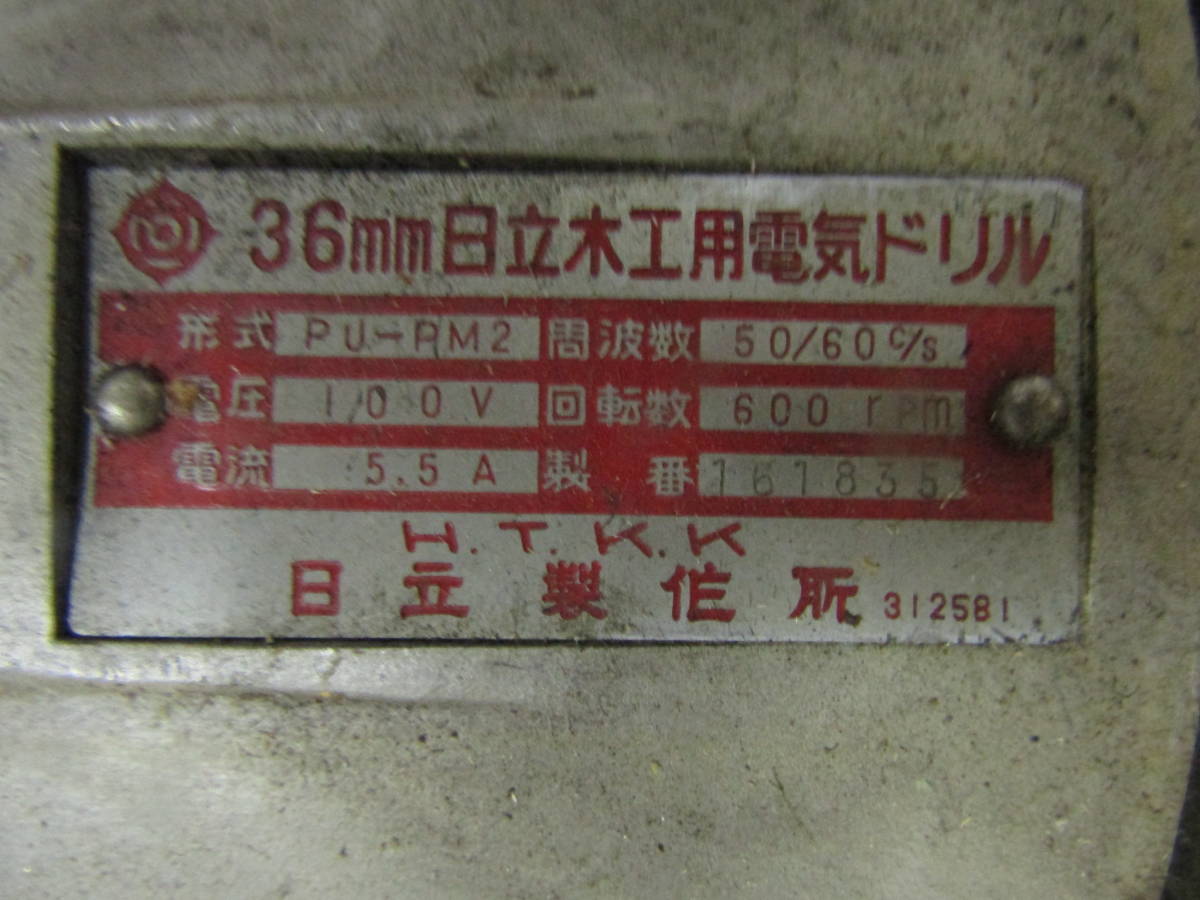 36mm日立木工用電気ドリル
形式 PU-PM2 周波数 50/60 c/s
電圧 100V 回転数 600 r m
電流 5.5A 製番 161835
H.T.K.K
日立製作所 312581